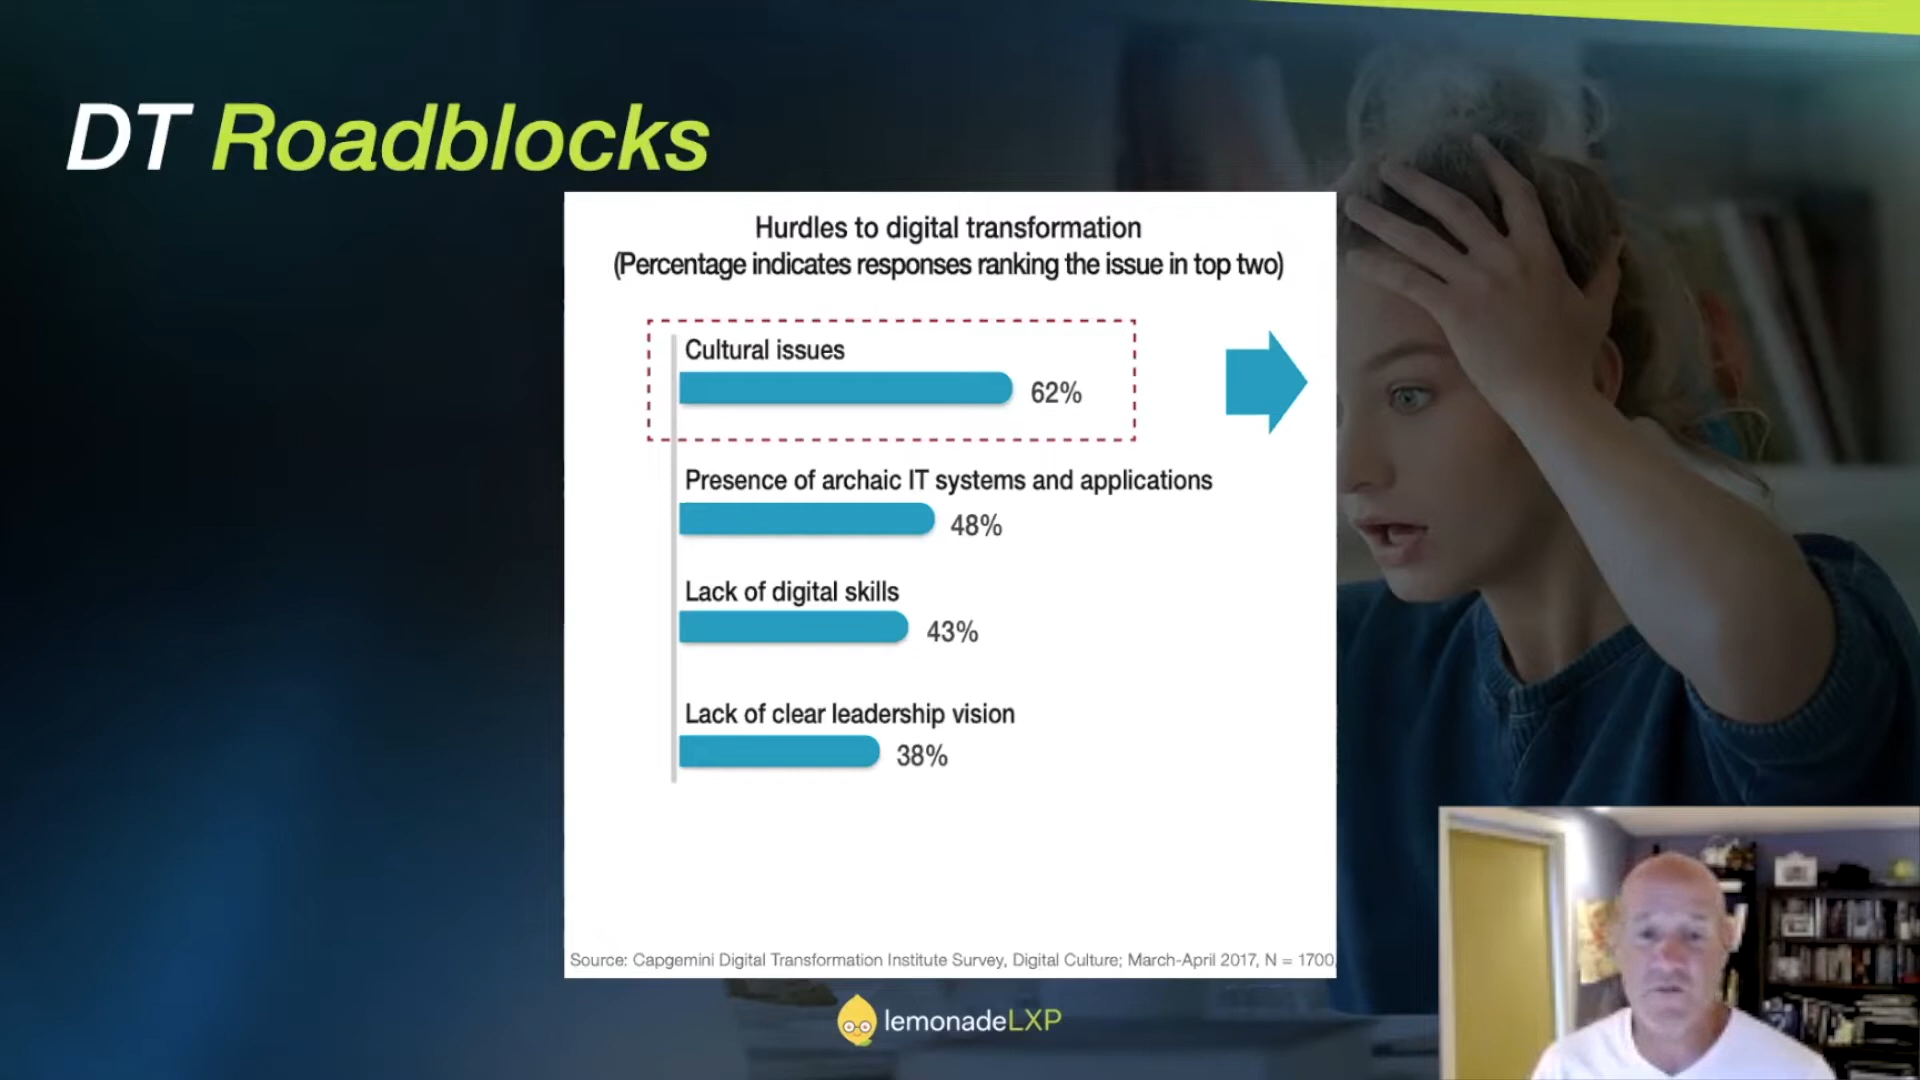 DT Roadblocks
Hurdles to digital transformation
(Percentage indicates responses ranking the issue in top two)
Cultural issues
62%
Presence of archaic IT systems and applications
48%
Lack of digital skills
43%
Lack of clear leadership vision
38%
Source: Capgemini Digital Transformation Institute Survey, Digital Culture; March-April 2017, N = 1700,
lemonadeLXP